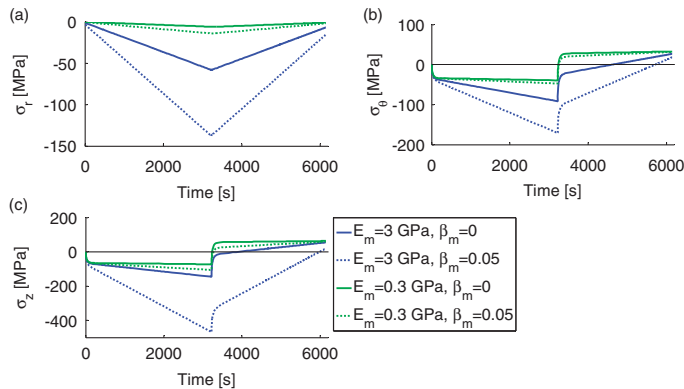 (a)
0
-50
-100
-150
σr [MPa]
0 2000 4000 6000
Time [s]
(b)
100
0
-100
-200
σθ [MPa]
0 2000 4000 6000
Time [s]
(c)
200
0
-200
-400
σz [MPa]
0 2000 4000 6000
Time [s]
Em=3 GPa, βm=0
Em=3 GPa, βm=0.05
Em=0.3 GPa, βm=0
Em=0.3 GPa, βm=0.05